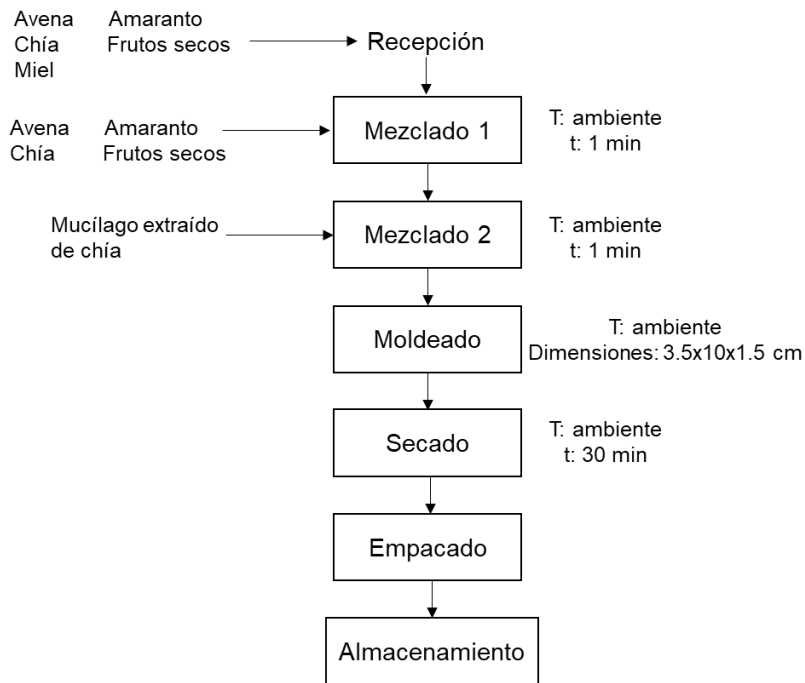 Avena Amaranto
Chía Frutos secos
Miel
Recepción
Avena Amaranto
Chía Frutos secos
Mezclado 1
T: ambiente
t: 1 min
Mucílago extraído
de chía
Mezclado 2
T: ambiente
t: 1 min
Moldeado
T: ambiente
Dimensiones: 3.5x10x1.5 cm
Secado
T: ambiente
t: 30 min
Empacado
Almacenamiento